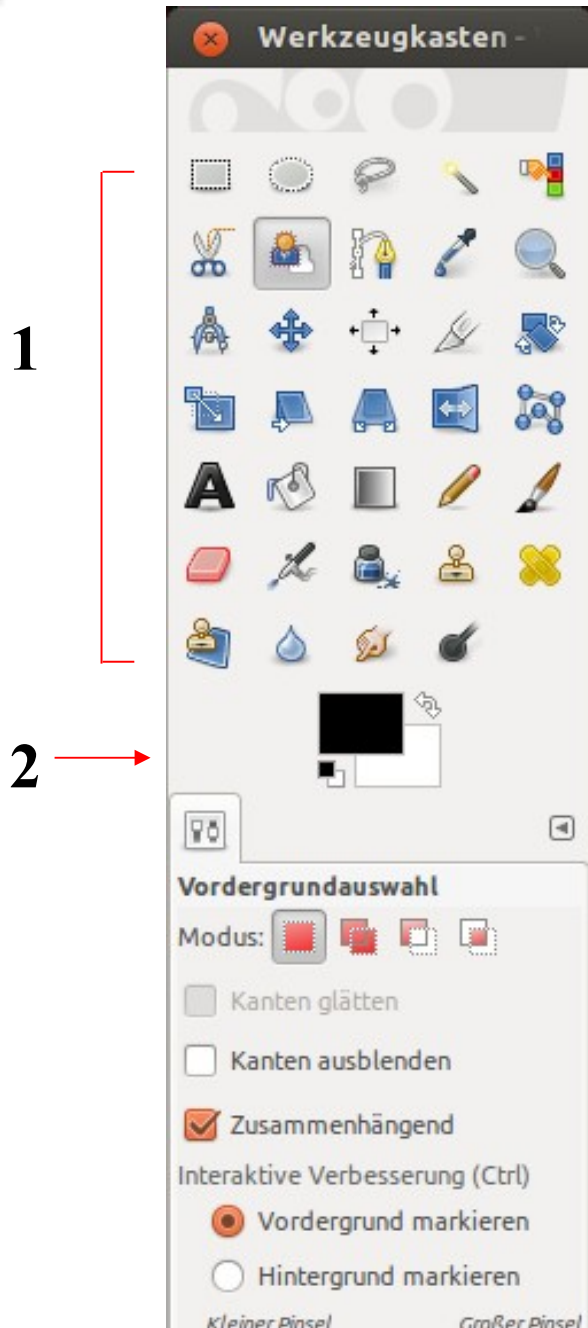 Werkzeugkasten -
1
2
Vordergrundauswahl
Modus:
Kanten glätten
Kanten ausblenden
Zusammenhängend
Interaktive Verbesserung (Ctrl)
Vordergrund markieren
Hintergrund markieren
Kleiner Pinsel Großer Pinsel